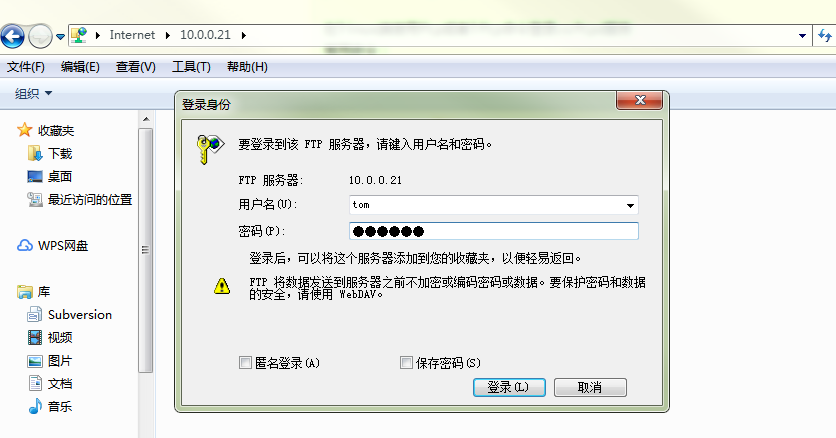 Internet 10.0.0.21
文件(F) 编辑(E) 查看(V) 工具(T) 帮助(H)
组织
收藏夹
下载
桌面
最近访问的位置
WPS网盘
库
Subversion
视频
图片
文档
音乐
登录身份
要登录到该 FTP 服务器，请键入用户名和密码。
FTP 服务器: 10.0.0.21
用户名(U): tom
密码(P): ●●●●●●
登录后，可以将这个服务器添加到您的收藏夹，以便轻易返回。
FTP 将数据发送到服务器之前不加密或编码密码或数据。要保护密码和数据
的安全，请使用 WebDAV。
匿名登录(A) 保存密码(S)
登录(L) 取消